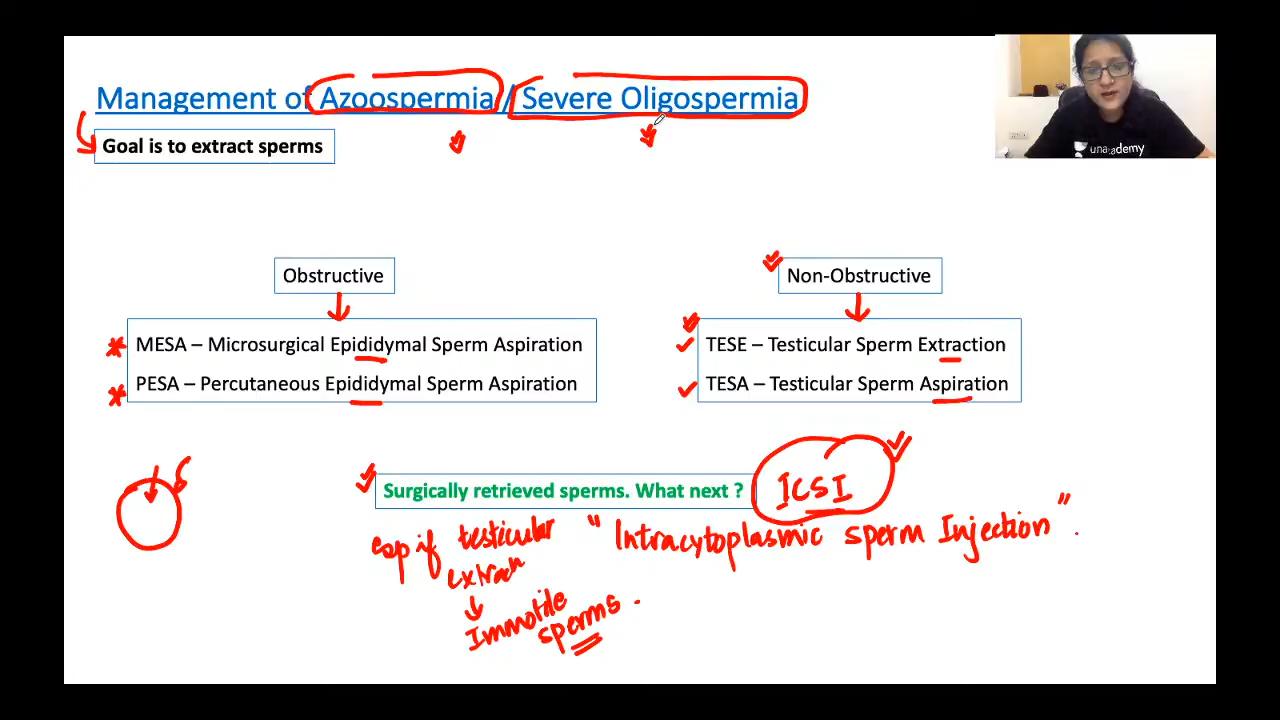 Management of Azoospermia / Severe Oligospermia
Goal is to extract sperms
unacademy
Obstructive
Non-Obstructive
MESA – Microsurgical Epididymal Sperm Aspiration
PESA – Percutaneous Epididymal Sperm Aspiration
TESE – Testicular Sperm Extraction
TESA – Testicular Sperm Aspiration
Surgically retrieved sperms. What next ?
ICSI
"Intracytoplasmic sperm Injection".
esp if testicular
extracn
Immotile
sperms.